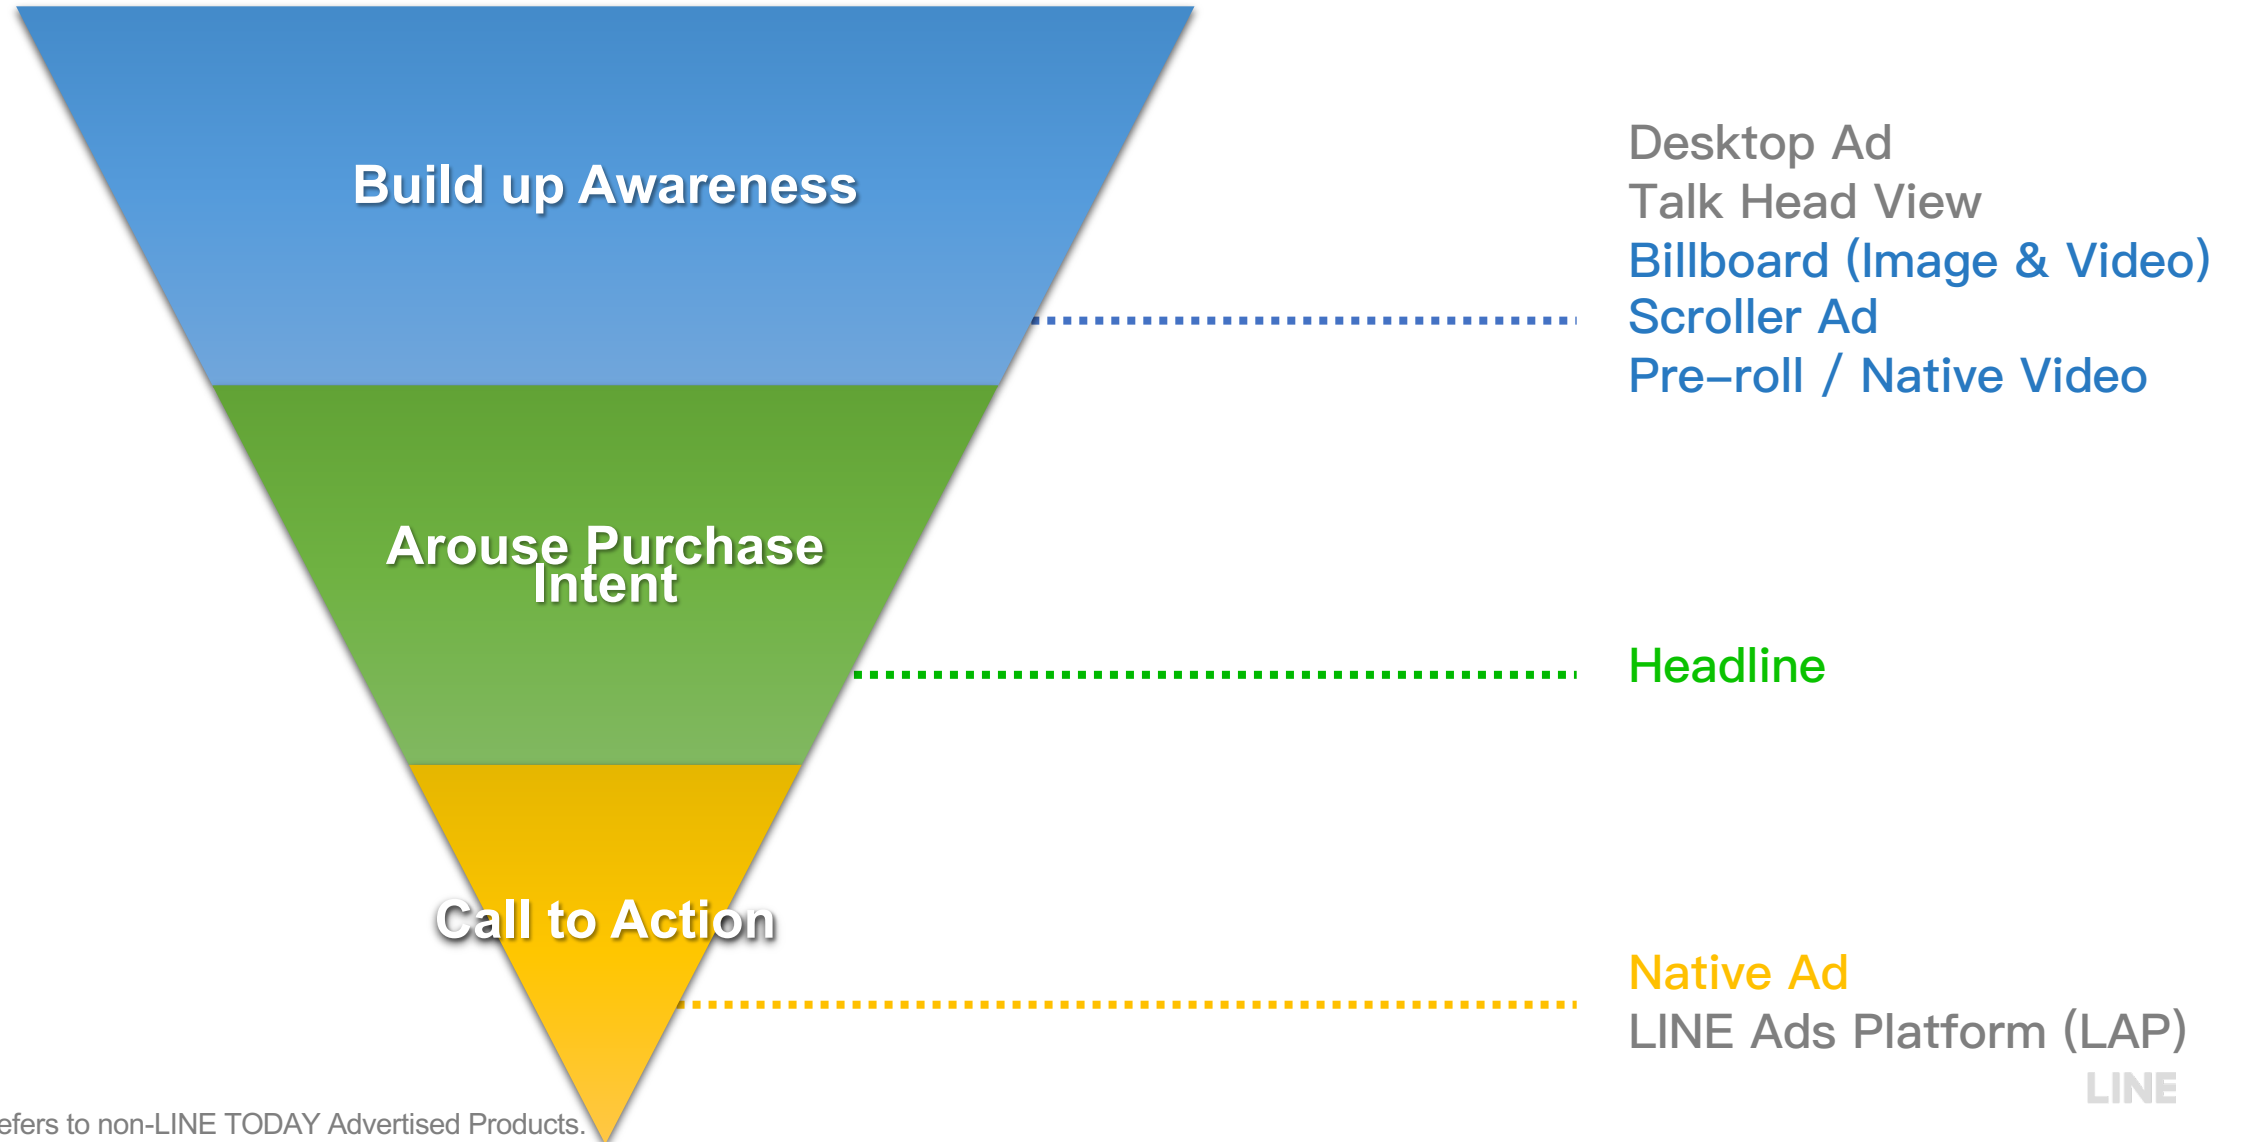 Build up Awareness
Desktop Ad
Talk Head View
Billboard (Image & Video)
Scroller Ad
Pre-roll / Native Video
Arouse Purchase
Intent
Headline
Call to Action
Native Ad
LINE Ads Platform (LAP)
LINE
to non-LINE TODAY Advertised Products.